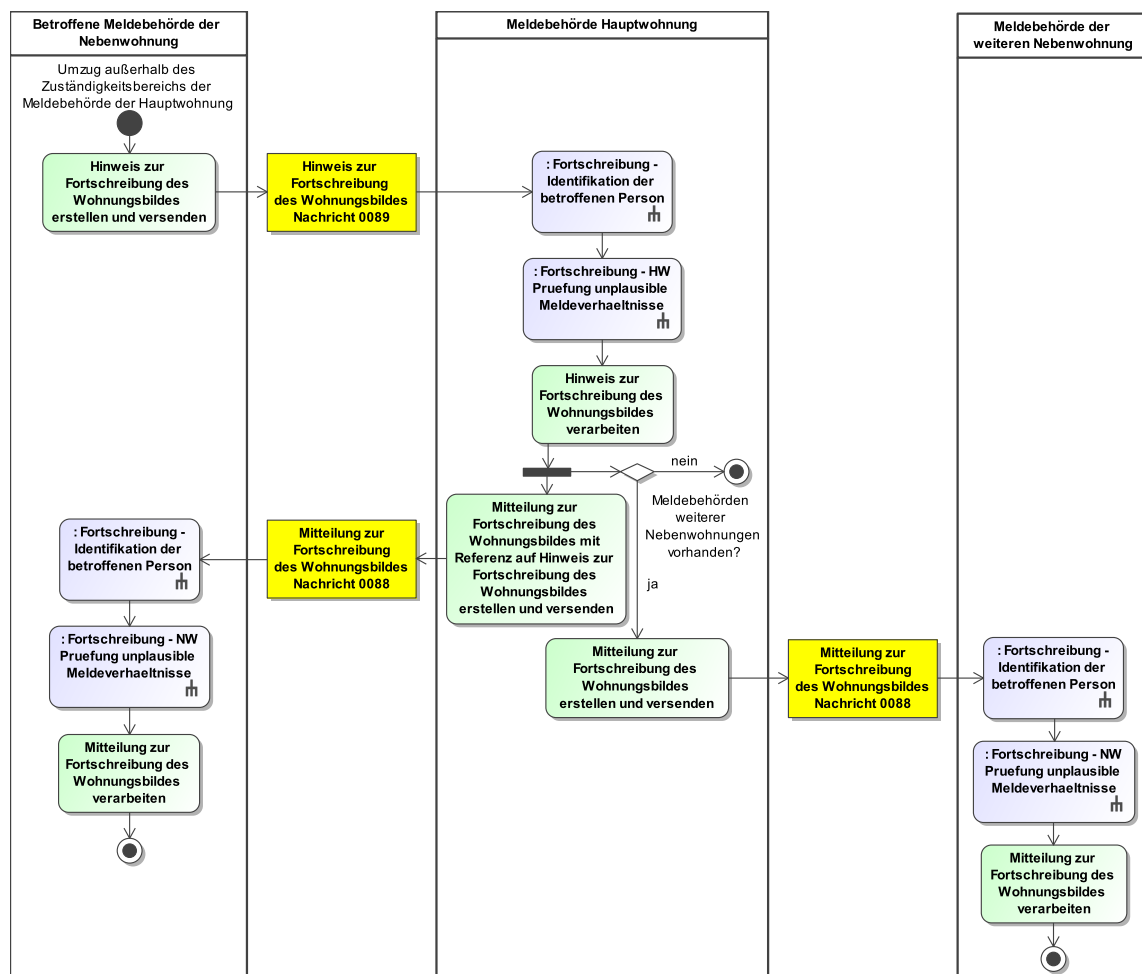 Betroffene Meldebehörde der
Nebenwohnung
Meldebehörde Hauptwohnung
Meldebehörde der
weiteren Nebenwohnung
Umzug außerhalb des
Zuständigkeitsbereichs der
Meldebehörde der Hauptwohnung
Hinweis zur
Fortschreibung des
Wohnungsbildes
erstellen und versenden
Hinweis zur
Fortschreibung
des Wohnungsbildes
Nachricht 0089
: Fortschreibung -
Identifikation der
betroffenen Person
: Fortschreibung - HW
Pruefung unplausible
Meldeverhaeltnisse
Hinweis zur
Fortschreibung des
Wohnungsbildes
verarbeiten
nein
Meldebehörden
weiterer
Nebenwohnungen
vorhanden?
ja
Mitteilung zur
Fortschreibung des
Wohnungsbildes mit
Referenz auf Hinweis zur
Fortschreibung des
Wohnungsbildes
erstellen und versenden
Mitteilung zur
Fortschreibung
des Wohnungsbildes
Nachricht 0088
: Fortschreibung -
Identifikation der
betroffenen Person
: Fortschreibung - NW
Pruefung unplausible
Meldeverhaeltnisse
Mitteilung zur
Fortschreibung des
Wohnungsbildes
verarbeiten
Mitteilung zur
Fortschreibung des
Wohnungsbildes
erstellen und versenden
Mitteilung zur
Fortschreibung
des Wohnungsbildes
Nachricht 0088
: Fortschreibung -
Identifikation der
betroffenen Person
: Fortschreibung - NW
Pruefung unplausible
Meldeverhaeltnisse
Mitteilung zur
Fortschreibung des
Wohnungsbildes
verarbeiten